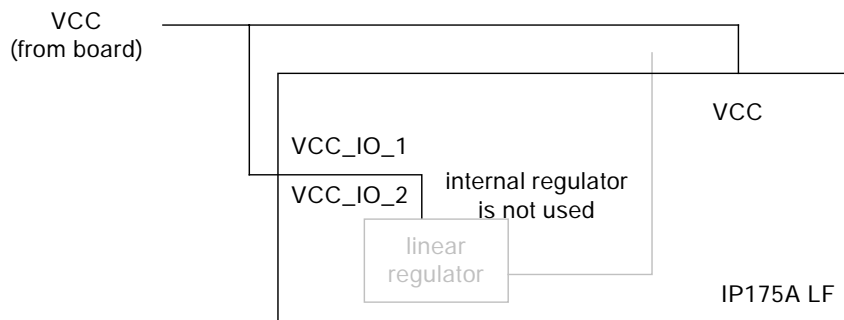 VCC
(from board)
VCC
VCC_IO_1
VCC_IO_2
internal regulator
is not used
linear
regulator
IP175A LF